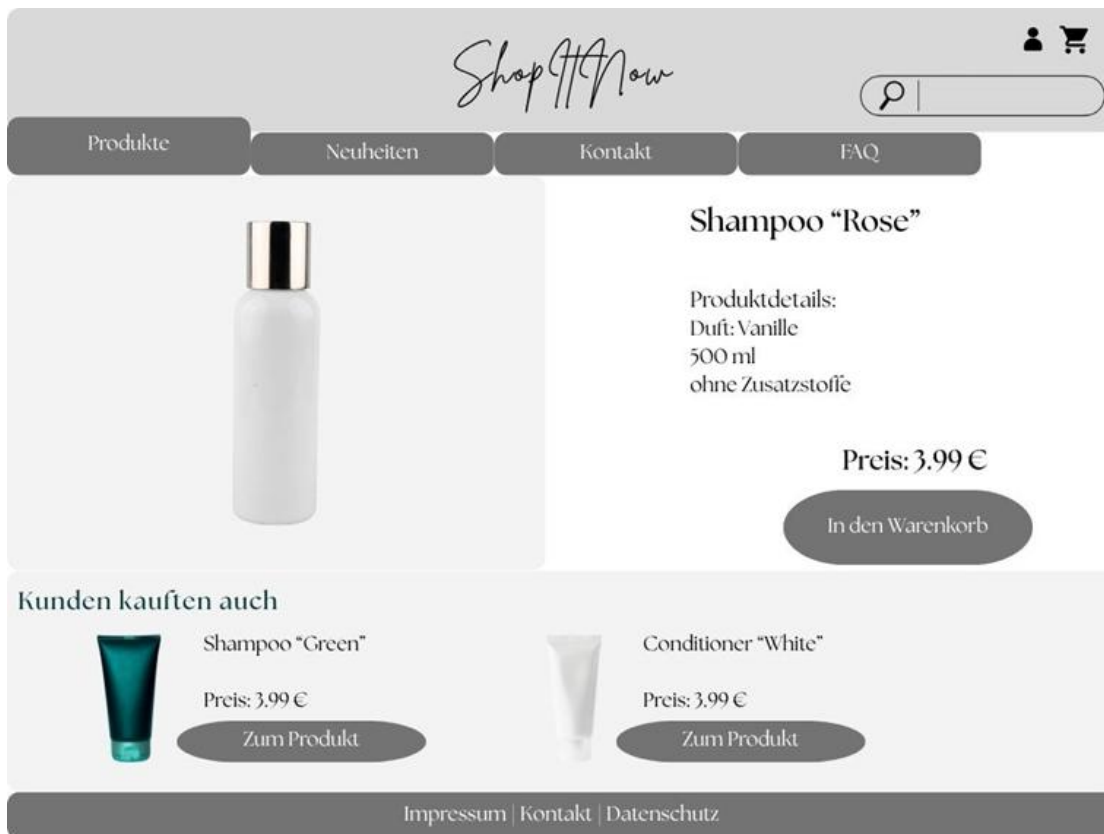 ShopItNow
Produkte
Neuheiten
Kontakt
FAQ
Shampoo “Rose”
Produktdetails:
Duft: Vanille
500 ml
ohne Zusatzstoffe
Preis: 3.99 €
In den Warenkorb
Kunden kauften auch
Shampoo “Green”
Preis: 3.99 €
Zum Produkt
Conditioner “White”
Preis: 3.99 €
Zum Produkt
Impressum | Kontakt | Datenschutz